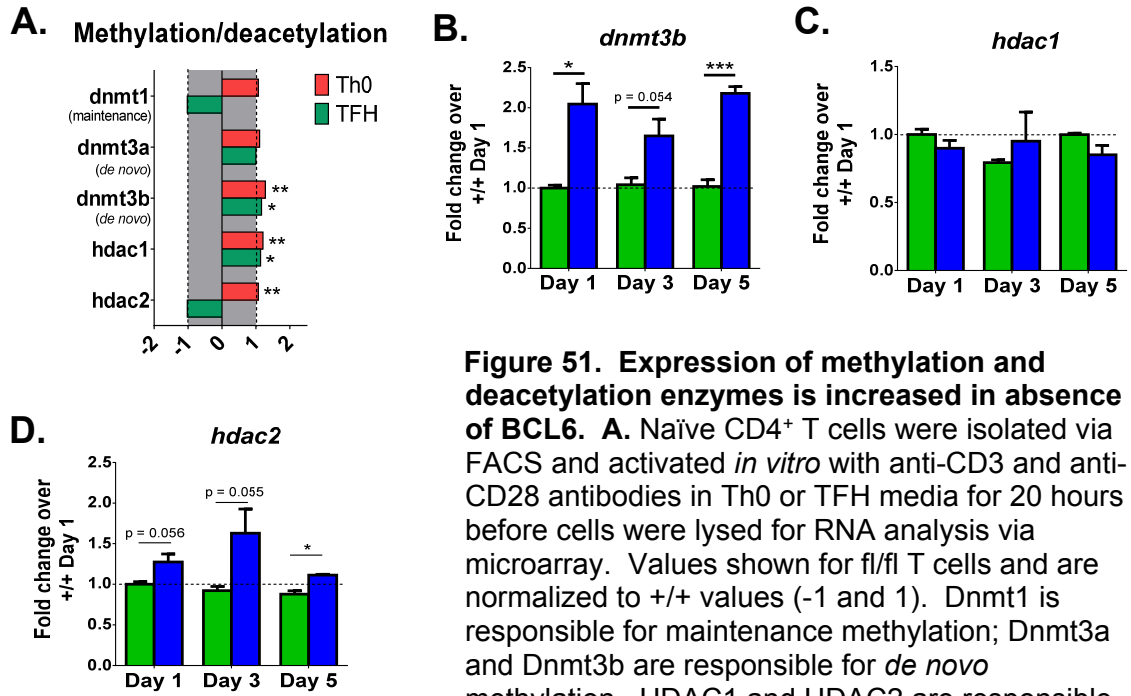 A.
Methylation/deacetylation
Th0
TFH
dnmt1
(maintenance)
dnmt3a
(de novo)
dnmt3b
(de novo)
hdac1
hdac2
**
*
**
*
**
-2 -1 0 1 2
B.
dnmt3b
Fold change over
+/+ Day 1
2.5
2.0
1.5
1.0
0.5
0.0
*
p = 0.054
***
Day 1 Day 3 Day 5
C.
hdac1
Fold change over
+/+ Day 1
1.5
1.0
0.5
0.0
Day 1 Day 3 Day 5
D.
hdac2
Fold change over
+/+ Day 1
2.5
2.0
1.5
1.0
0.5
0.0
p = 0.056
p = 0.055
*
Day 1 Day 3 Day 5
Figure 51. Expression of methylation and
deacetylation enzymes is increased in absence
of BCL6. A. Naïve CD4+ T cells were isolated via
FACS and activated in vitro with anti-CD3 and anti-
CD28 antibodies in Th0 or TFH media for 20 hours
before cells were lysed for RNA analysis via
microarray. Values shown for fl/fl T cells and are
normalized to +/+ values (-1 and 1). Dnmt1 is
responsible for maintenance methylation; Dnmt3a
and Dnmt3b are responsible for de novo
methylation. HDAC1 and HDAC2 are responsible